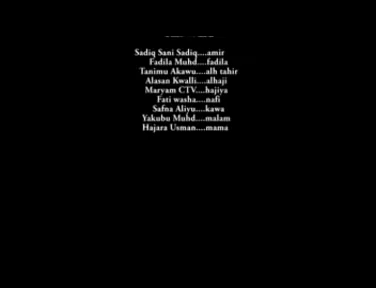 Sadiq Sani Sadiq....amir
Fadila Muhd....fadila
Tanimu Akawu....alh tahir
Alasan Kwalli....alhaji
Maryam CTV....hajiya
Fati washa....nafi
Safna Aliyu....kawa
Yakubu Muhd....malam
Hajara Usman....mama